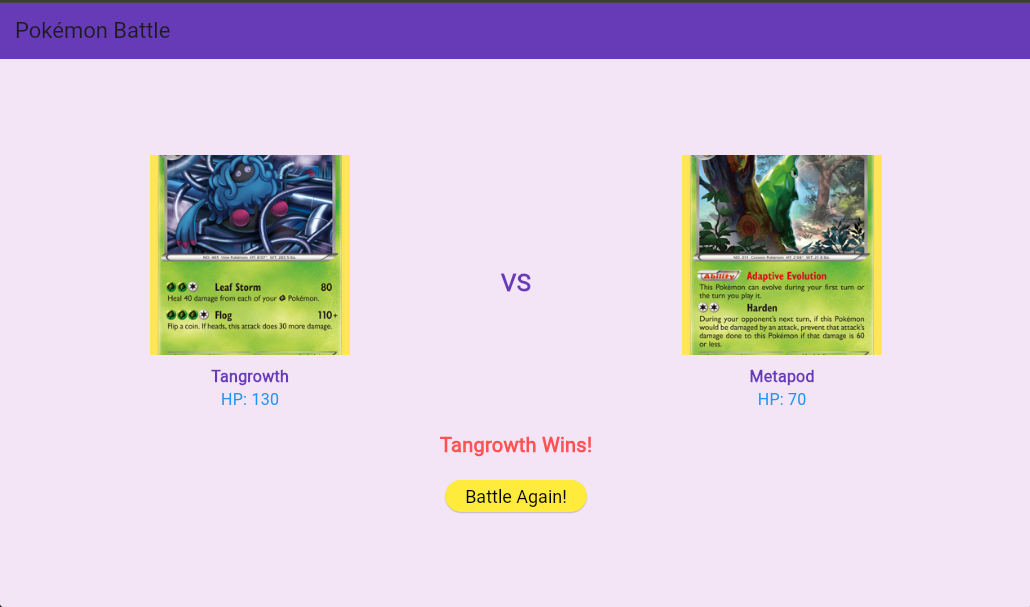 Pokémon Battle
Leaf Storm 80
Heal 40 damage from each of your Pokémon.
Flog 110+
Flip a coin. If heads, this attack does 30 more damage.
Tangrowth
HP: 130
VS
Ability Adaptive Evolution
This Pokémon can evolve during your first turn or
the turn you play it.
Harden
During your opponent's next turn, if this Pokémon
would be damaged by an attack, prevent that attack's
damage done to this Pokémon if that damage is 60
or less.
Metapod
HP: 70
Tangrowth Wins!
Battle Again!